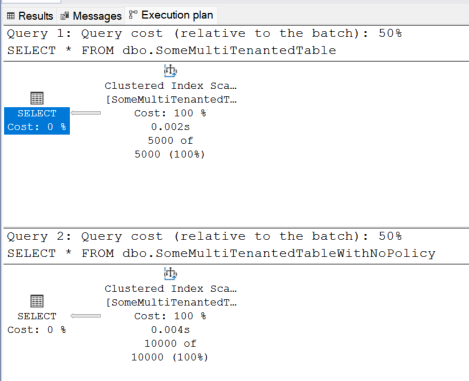 Results Messages Execution plan
Query 1: Query cost (relative to the batch): 50%
SELECT * FROM dbo.SomeMultiTenantedTable
Clustered Index Sca…
[SomeMultiTenantedT…
SELECT
Cost: 0 %
Cost: 100 %
0.002s
5000 of
5000 (100%)
Query 2: Query cost (relative to the batch): 50%
SELECT * FROM dbo.SomeMultiTenantedTableWithNoPolicy
Clustered Index Sca…
[SomeMultiTenantedT…
SELECT
Cost: 0 %
Cost: 100 %
0.004s
10000 of
10000 (100%)